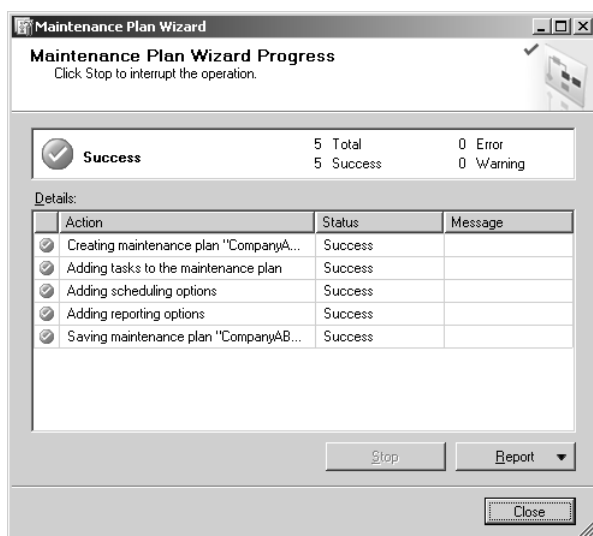 Maintenance Plan Wizard
Maintenance Plan Wizard Progress
Click Stop to interrupt the operation.
Success
5 Total 0 Error
5 Success 0 Warning
Details:
Action Status Message
Creating maintenance plan "CompanyA... Success
Adding tasks to the maintenance plan Success
Adding scheduling options Success
Adding reporting options Success
Saving maintenance plan "CompanyAB... Success
Stop Report
Close